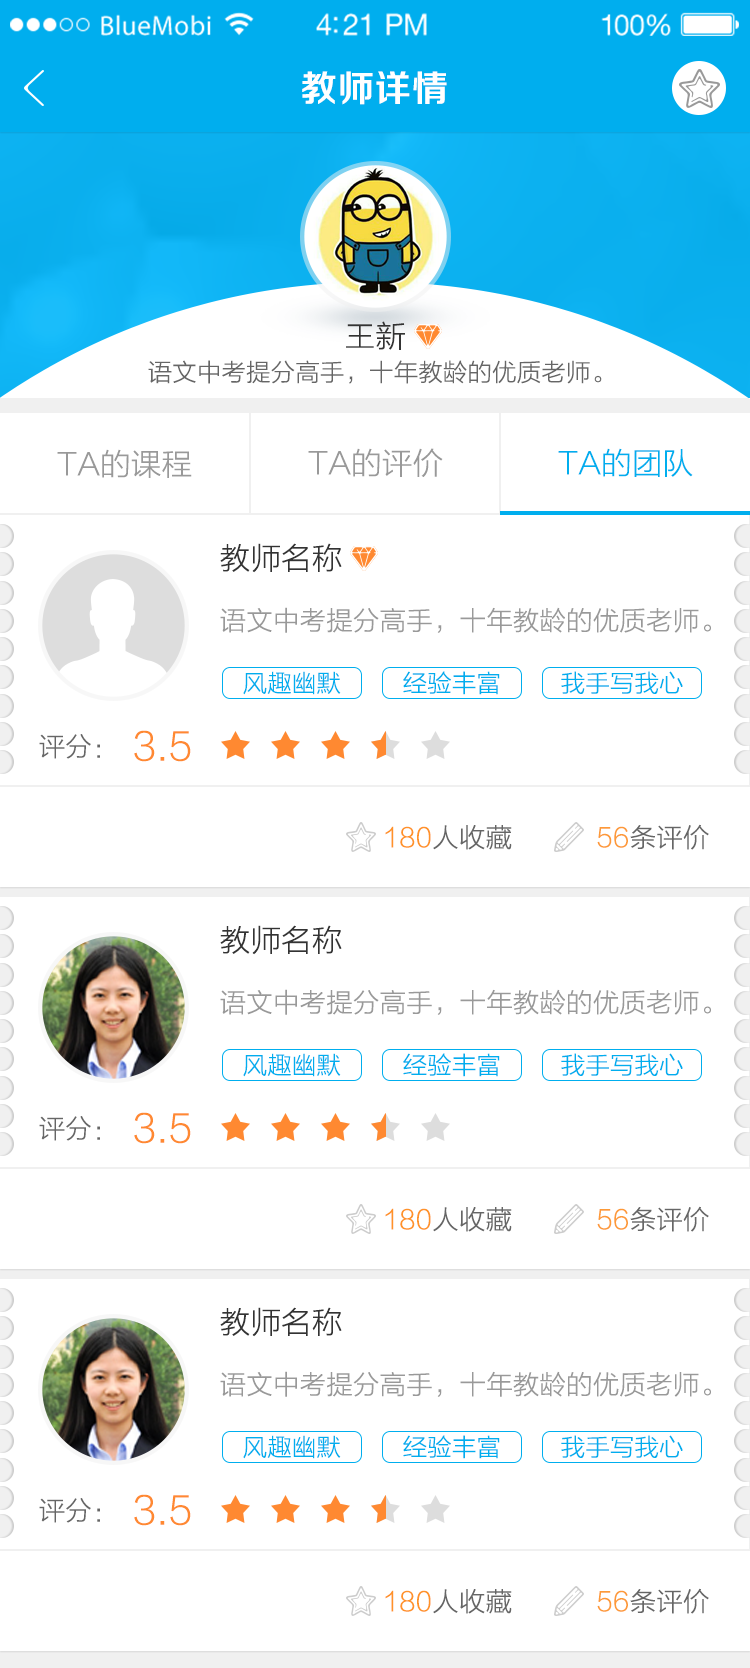 BlueMobi 4:21 PM 100%
教师详情
王新
语文中考提分高手，十年教龄的优质老师。
TA的课程 TA的评价 TA的团队
教师名称
语文中考提分高手，十年教龄的优质老师。
风趣幽默 经验丰富 我手写我心
评分： 3.5
180人收藏 56条评价
教师名称
语文中考提分高手，十年教龄的优质老师。
风趣幽默 经验丰富 我手写我心
评分： 3.5
180人收藏 56条评价
教师名称
语文中考提分高手，十年教龄的优质老师。
风趣幽默 经验丰富 我手写我心
评分： 3.5
180人收藏 56条评价